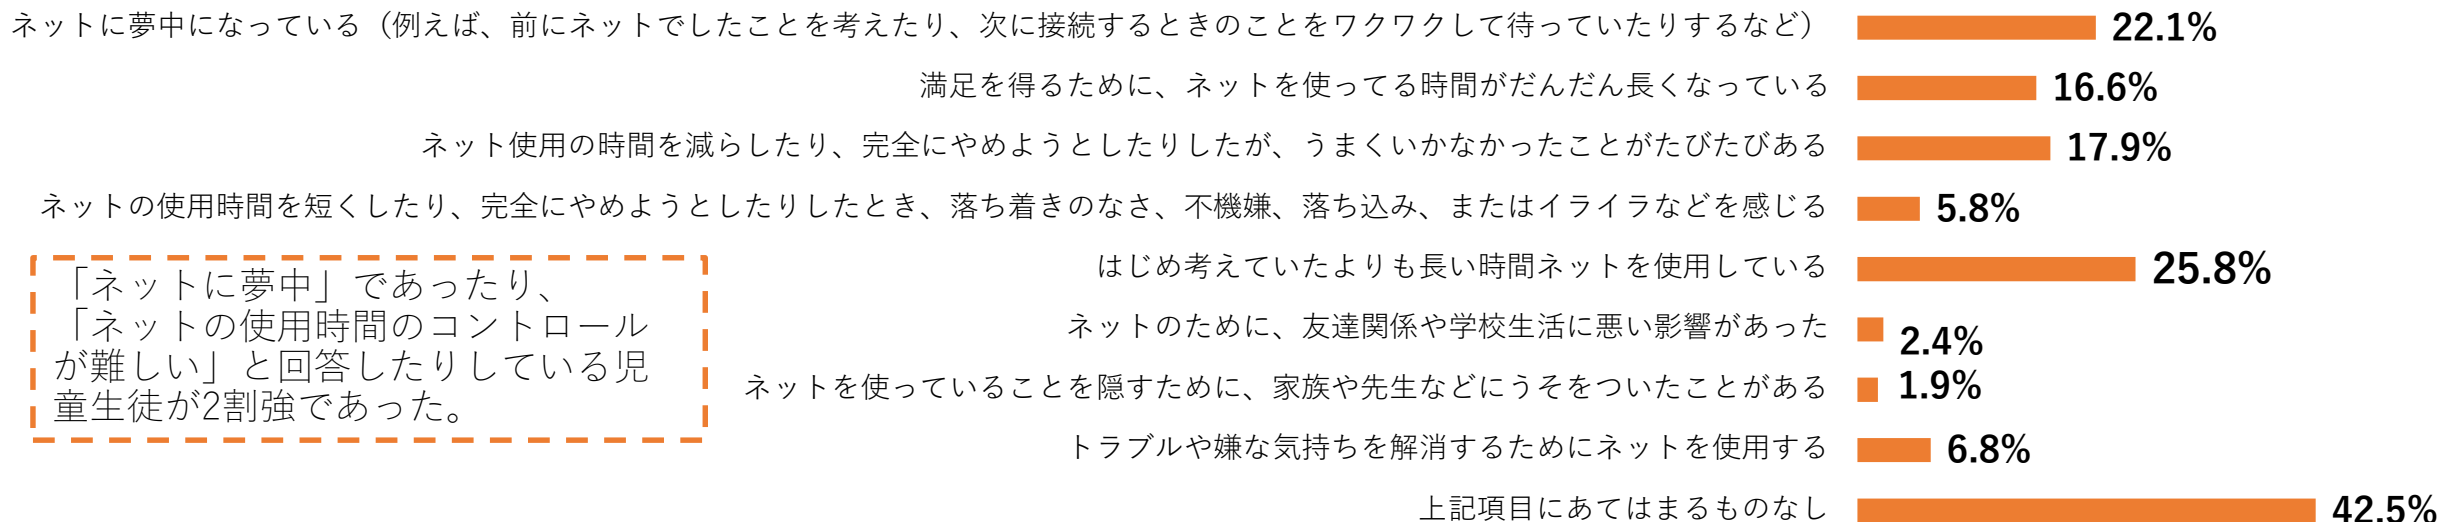 ネットに夢中になっている（例えば、前にネットでしたことを考えたり、次に接続するときのことをワクワクして待っていたりするなど） 22.1%
満足を得るために、ネットを使ってる時間がだんだん長くなっている 16.6%
ネット使用の時間を減らしたり、完全にやめようとしたりしたが、うまくいかなかったことがたびたびある 17.9%
ネットの使用時間を短くしたり、完全にやめようとしたりしたとき、落ち着きのなさ、不機嫌、落ち込み、またはイライラなどを感じる 5.8%
はじめ考えていたよりも長い時間ネットを使用している 25.8%
ネットのために、友達関係や学校生活に悪い影響があった 2.4%
ネットを使っていることを隠すために、家族や先生などにうそをついたことがある 1.9%
トラブルや嫌な気持ちを解消するためにネットを使用する 6.8%
上記項目にあてはまるものなし 42.5%
「ネットに夢中」であったり、
「ネットの使用時間のコントロール
が難しい」と回答したりしている児
童生徒が2割強であった。